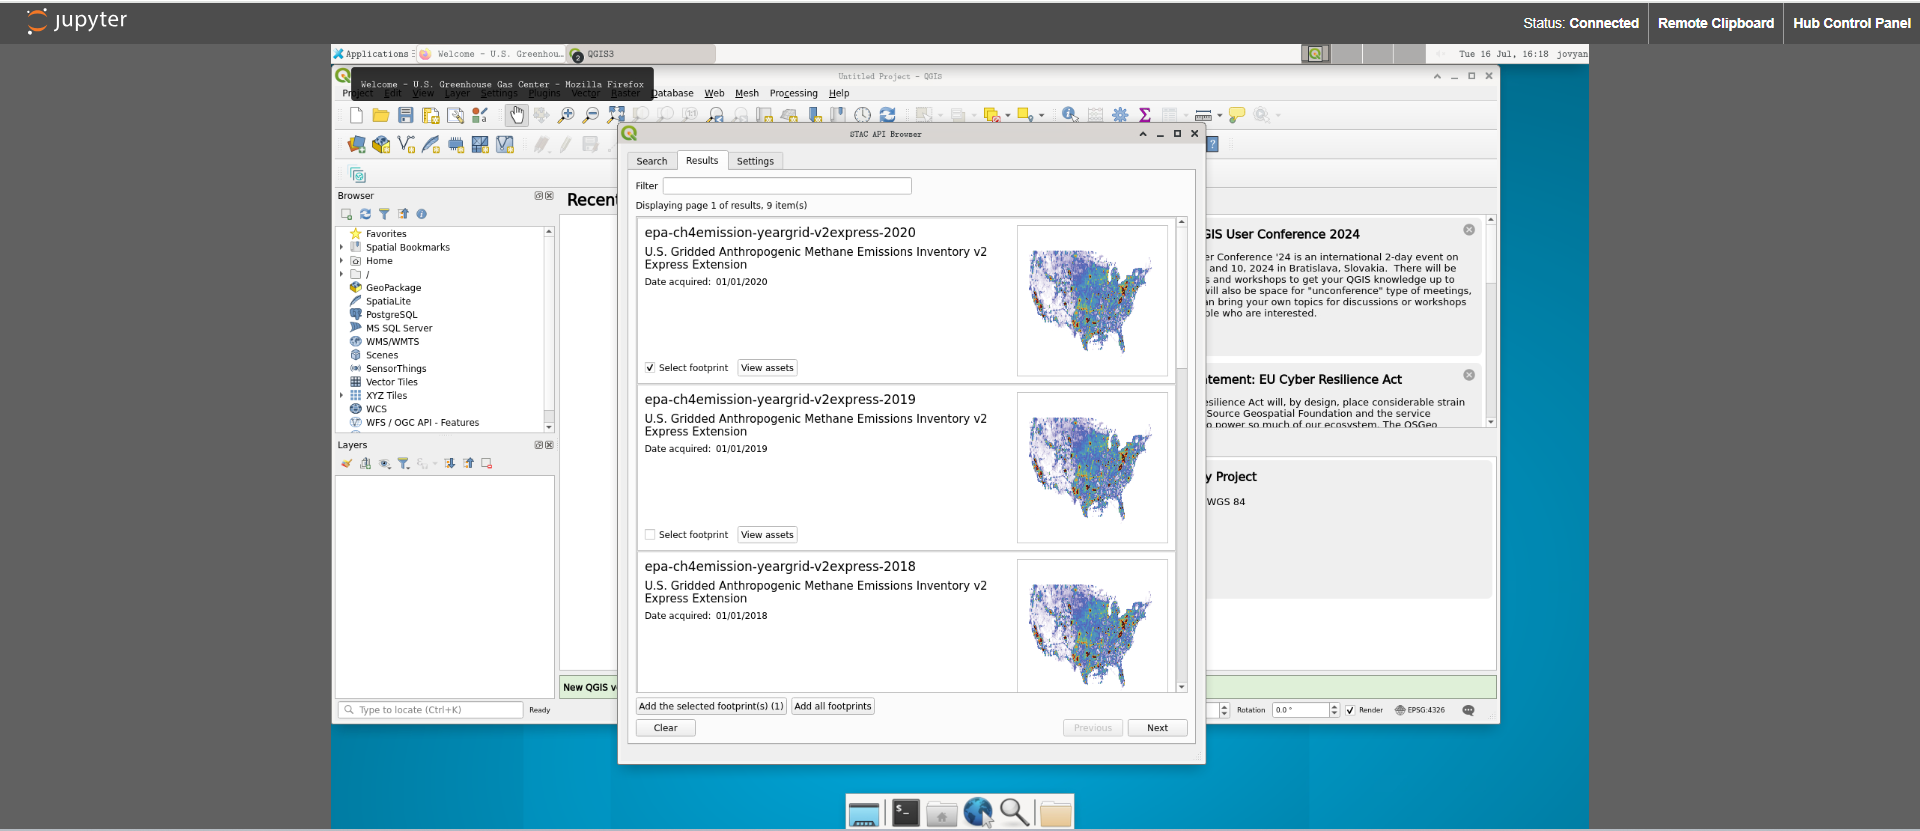 jupyter
Status: Connected
Remote Clipboard
Hub Control Panel
Applications
Welcome - U.S. Greenhou...
2
QGIS3
Tue 16 Jul, 16:18
jovyan
Welcome - U.S. Greenhouse Gas Center - Mozilla Firefox
Untitled Project - QGIS
Project Edit View Layer Settings Plugins Vector Raster Database Web Mesh Processing Help
STAC API Browser
Search
Results
Settings
Filter
Displaying page 1 of results, 9 item(s)
epa-ch4emission-yeargrid-v2express-2020
U.S. Gridded Anthropogenic Methane Emissions Inventory v2
Express Extension
Date acquired: 01/01/2020
Select footprint
View assets
epa-ch4emission-yeargrid-v2express-2019
U.S. Gridded Anthropogenic Methane Emissions Inventory v2
Express Extension
Date acquired: 01/01/2019
Select footprint
View assets
epa-ch4emission-yeargrid-v2express-2018
U.S. Gridded Anthropogenic Methane Emissions Inventory v2
Express Extension
Date acquired: 01/01/2018
Add the selected footprint(s) (1)
Add all footprints
Clear
Previous
Next
Browser
Favorites
Spatial Bookmarks
Home
/
GeoPackage
SpatiaLite
PostgreSQL
MS SQL Server
WMS/WMTS
Scenes
SensorThings
Vector Tiles
XYZ Tiles
WCS
WFS / OGC API - Features
Layers
Recent
New QGIS v
Type to locate (Ctrl+K)
Ready
GIS User Conference 2024
er Conference '24 is an international 2-day event on
and 10, 2024 in Bratislava, Slovakia. There will be
s and workshops to get your QGIS knowledge up to
will also be space for "unconference" type of meetings,
an bring your own topics for discussions or workshops
ple who are interested.
tement: EU Cyber Resilience Act
esilience Act will, by design, place considerable strain
Source Geospatial Foundation and the service
o power so much of our ecosystem. The OSGeo
y Project
WGS 84
Rotation
0.0 °
Render
EPSG:4326